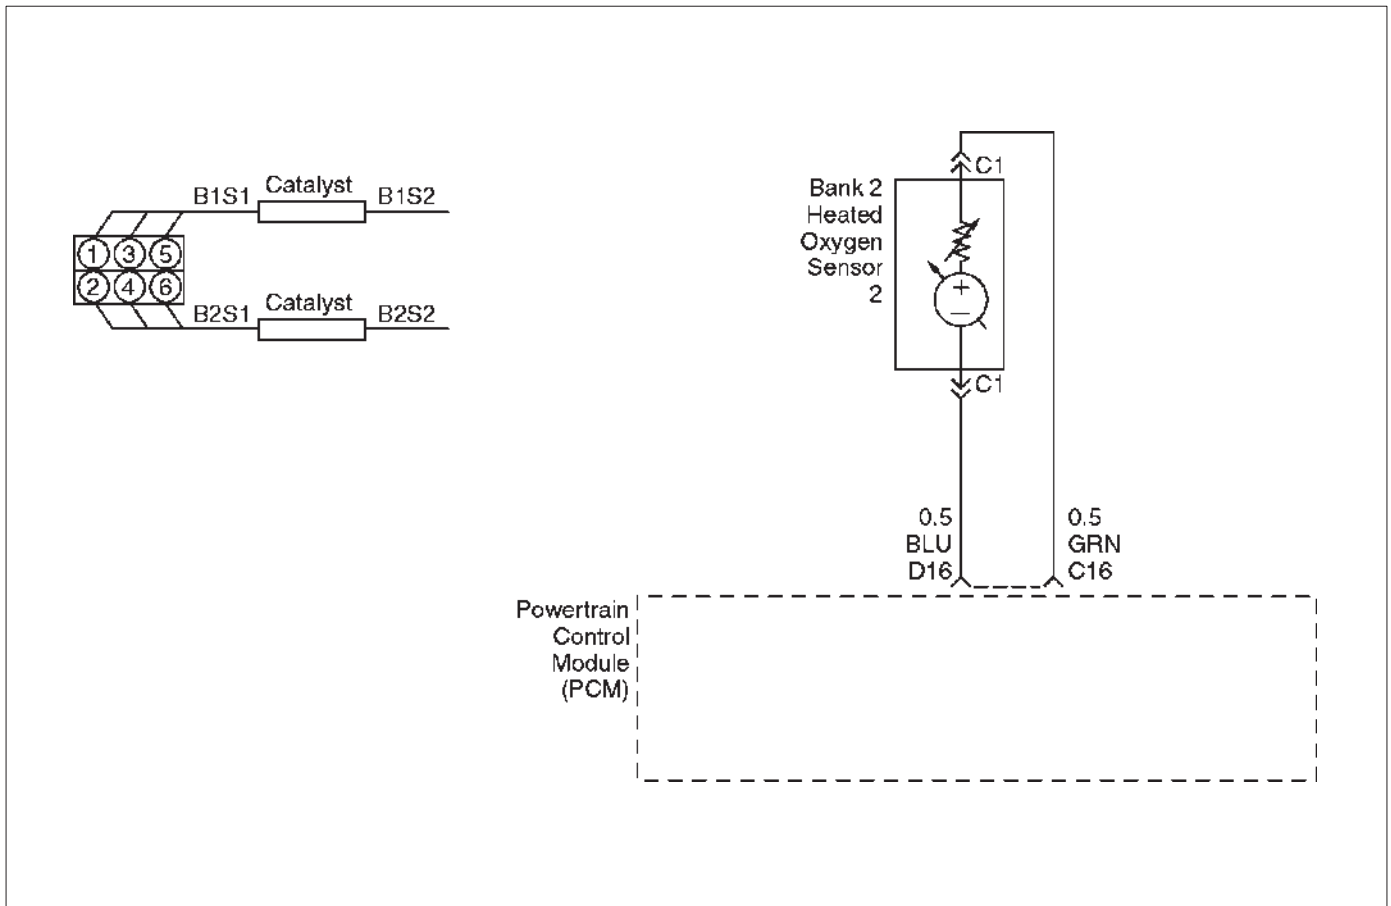 B1S1 Catalyst B1S2
1 3 5
2 4 6
B2S1 Catalyst B2S2
C1
Bank 2
Heated
Oxygen
Sensor
2
+
−
C1
0.5
BLU
D16
0.5
GRN
C16
Powertrain
Control
Module
(PCM)